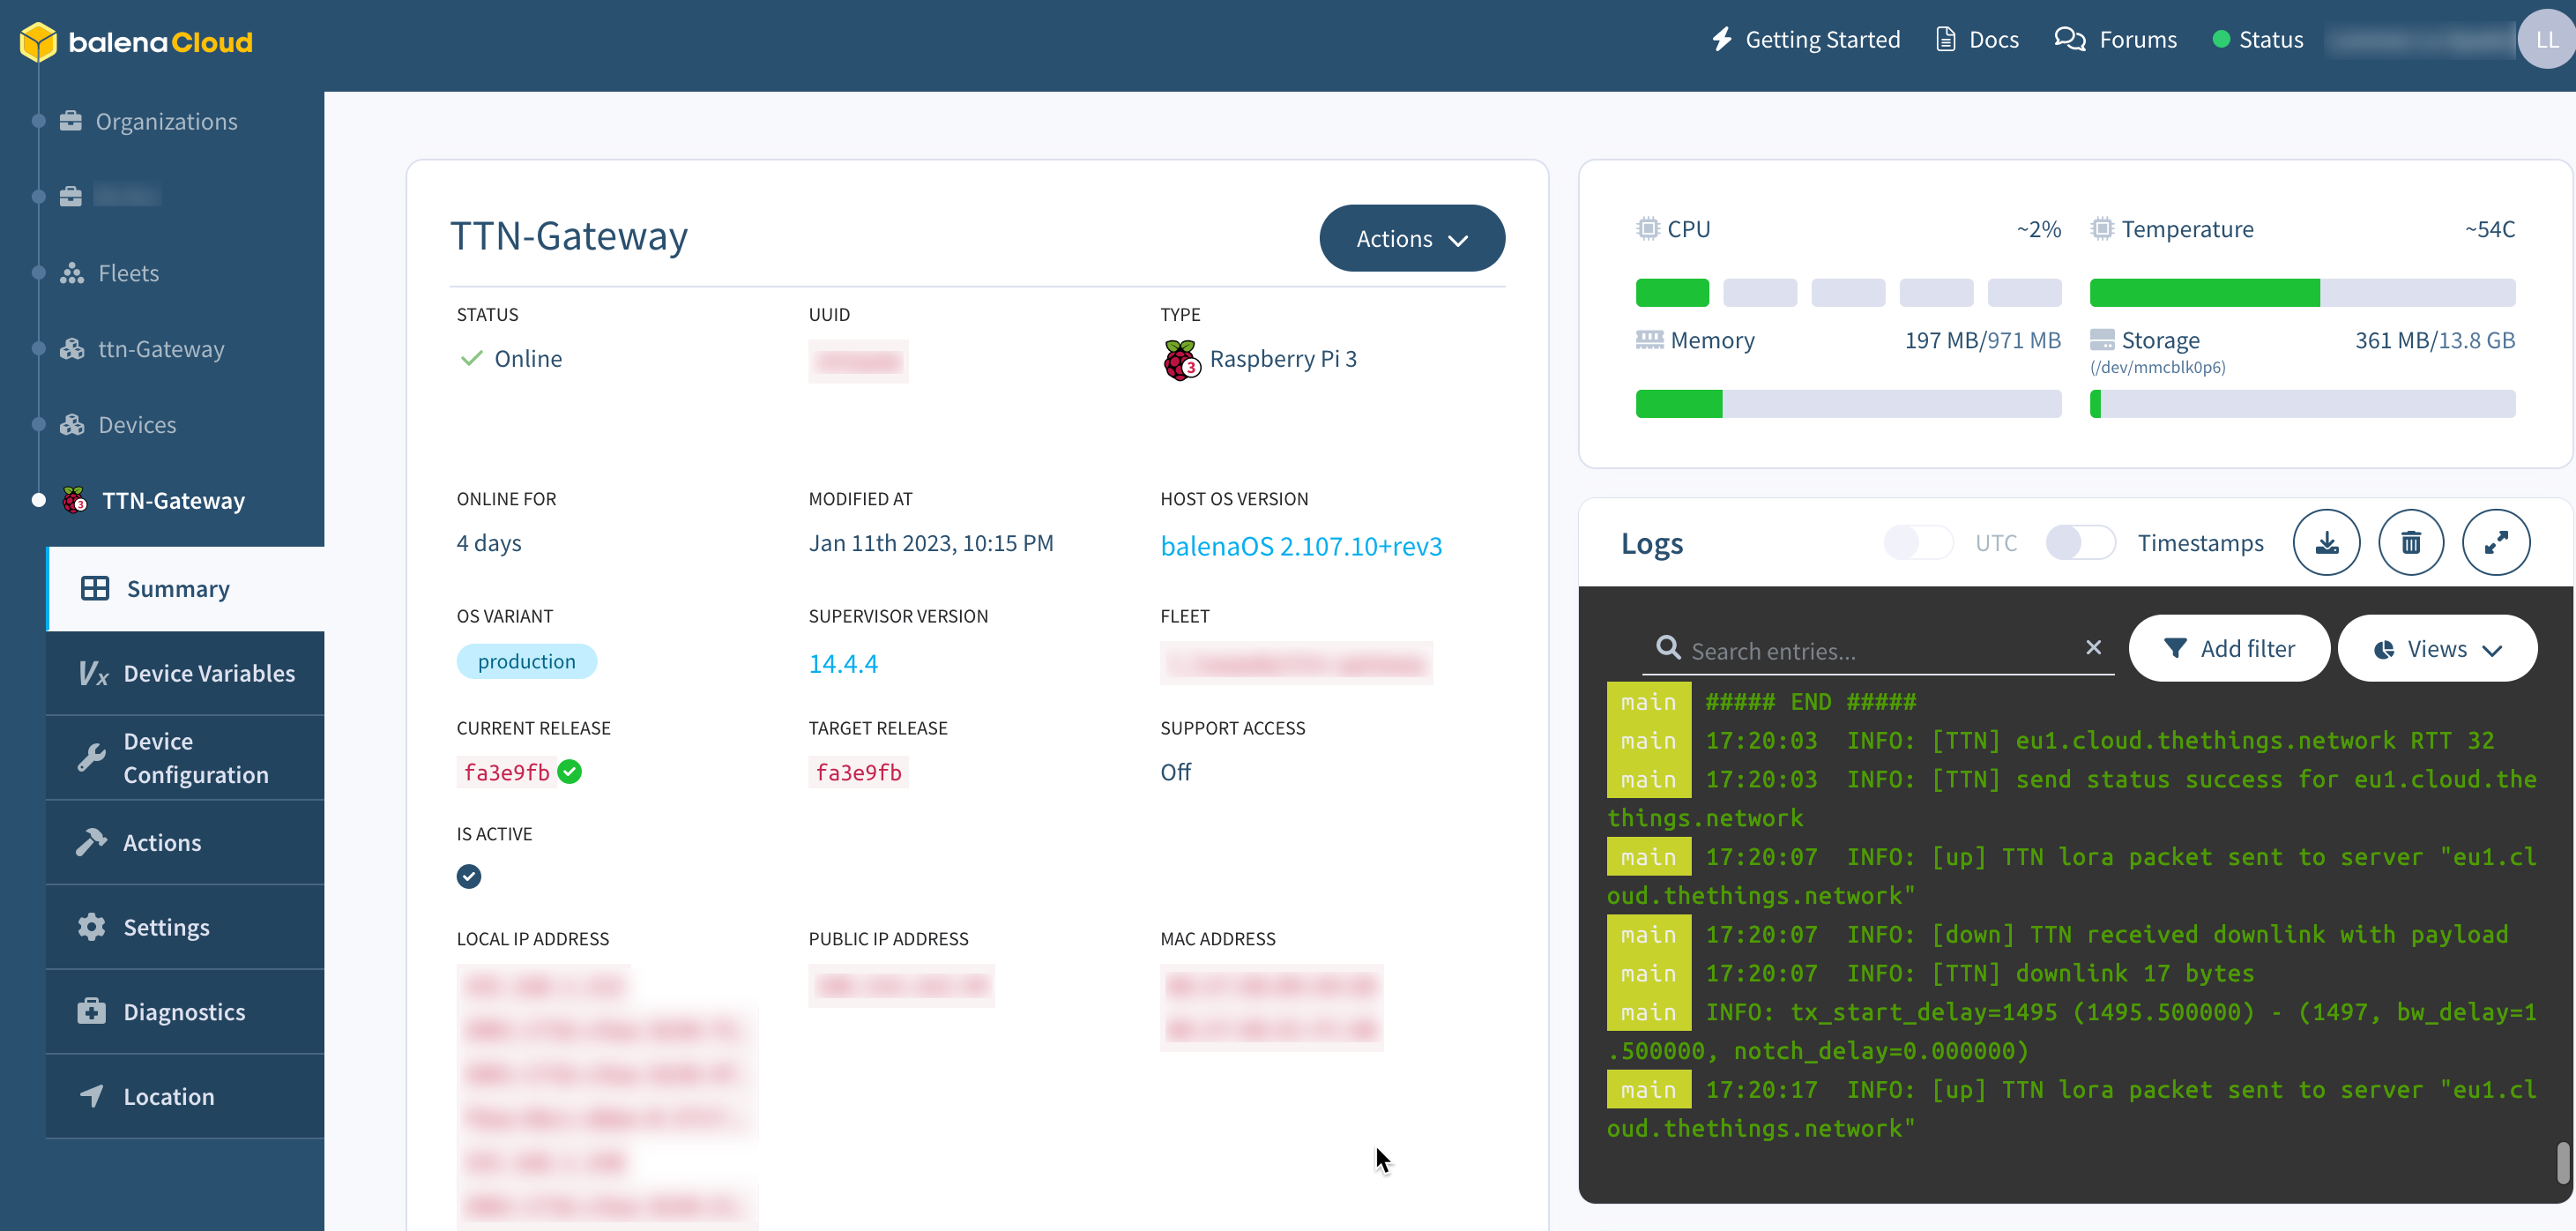 balenaCloud
Getting Started
Docs
Forums
Status
LL
Organizations
Fleets
ttn-Gateway
Devices
TTN-Gateway
Summary
Device Variables
Device
Configuration
Actions
Settings
Diagnostics
Location
TTN-Gateway
Actions
STATUS
UUID
TYPE
Online
3
Raspberry Pi 3
ONLINE FOR
MODIFIED AT
HOST OS VERSION
4 days
Jan 11th 2023, 10:15 PM
balenaOS 2.107.10+rev3
OS VARIANT
SUPERVISOR VERSION
FLEET
production
14.4.4
CURRENT RELEASE
TARGET RELEASE
SUPPORT ACCESS
fa3e9fb
fa3e9fb
Off
IS ACTIVE
LOCAL IP ADDRESS
PUBLIC IP ADDRESS
MAC ADDRESS
CPU
~2%
Temperature
~54C
Memory
197 MB/971 MB
Storage
361 MB/13.8 GB
(/dev/mmcblk0p6)
Logs
UTC
Timestamps
Search entries...
Add filter
Views
main ##### END #####
main 17:20:03 INFO: [TTN] eu1.cloud.thethings.network RTT 32
main 17:20:03 INFO: [TTN] send status success for eu1.cloud.the
things.network
main 17:20:07 INFO: [up] TTN lora packet sent to server "eu1.cl
oud.thethings.network"
main 17:20:07 INFO: [down] TTN received downlink with payload
main 17:20:07 INFO: [TTN] downlink 17 bytes
main INFO: tx_start_delay=1495 (1495.500000) - (1497, bw_delay=1
.500000, notch_delay=0.000000)
main 17:20:17 INFO: [up] TTN lora packet sent to server "eu1.cl
oud.thethings.network"